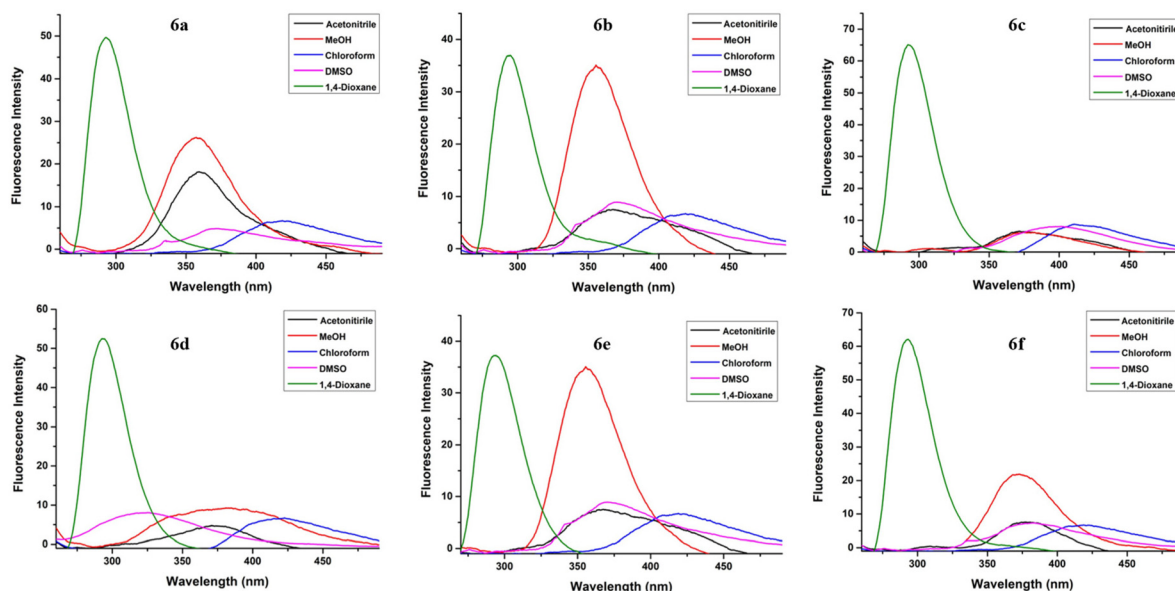 6a
Acetonitirile
MeOH
Chloroform
DMSO
1,4-Dioxane
Fluorescence Intensity
50
40
30
20
10
0
300
350
400
450
Wavelength (nm)
6b
Acetonitrile
MeOH
Chloroform
DMSO
1,4-Dioxane
Fluorescence Intensity
40
30
20
10
0
300
350
400
450
Wavelength (nm)
6c
Acetonitirile
MeOH
Chloroform
DMSO
1,4-Dioxane
Fluorescence Intensity
70
60
50
40
30
20
10
0
300
350
400
450
Wavelength (nm)
6d
Acetonitirile
MeOH
Chloroform
DMSO
1,4-Dioxane
Fluorescence Intensity
60
50
40
30
20
10
0
300
350
400
450
Wavelength (nm)
6e
Acetonitirile
MeOH
Chloroform
DMSO
1,4-Dioxane
Fluorescence Intensity
40
30
20
10
0
300
350
400
450
Wavelength (nm)
6f
Acetonitirile
MeOH
Chloroform
DMSO
1,4-Dioxane
Fluorescence Intensity
70
60
50
40
30
20
10
0
300
350
400
450
Wavelength (nm)